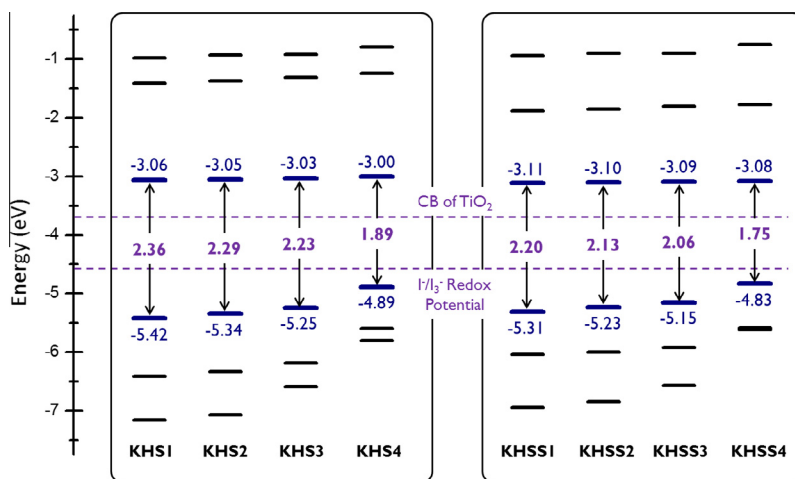 Energy (eV)
-1
-2
-3
-4
-5
-6
-7
-3.06 -3.05 -3.03 -3.00
2.36 2.29 2.23 1.89
-5.42 -5.34 -5.25 -4.89
KHS1 KHS2 KHS3 KHS4
CB of TiO₂
I⁻/I₃⁻ Redox
Potential
-3.11 -3.10 -3.09 -3.08
2.20 2.13 2.06 1.75
-5.31 -5.23 -5.15 -4.83
KHSS1 KHSS2 KHSS3 KHSS4